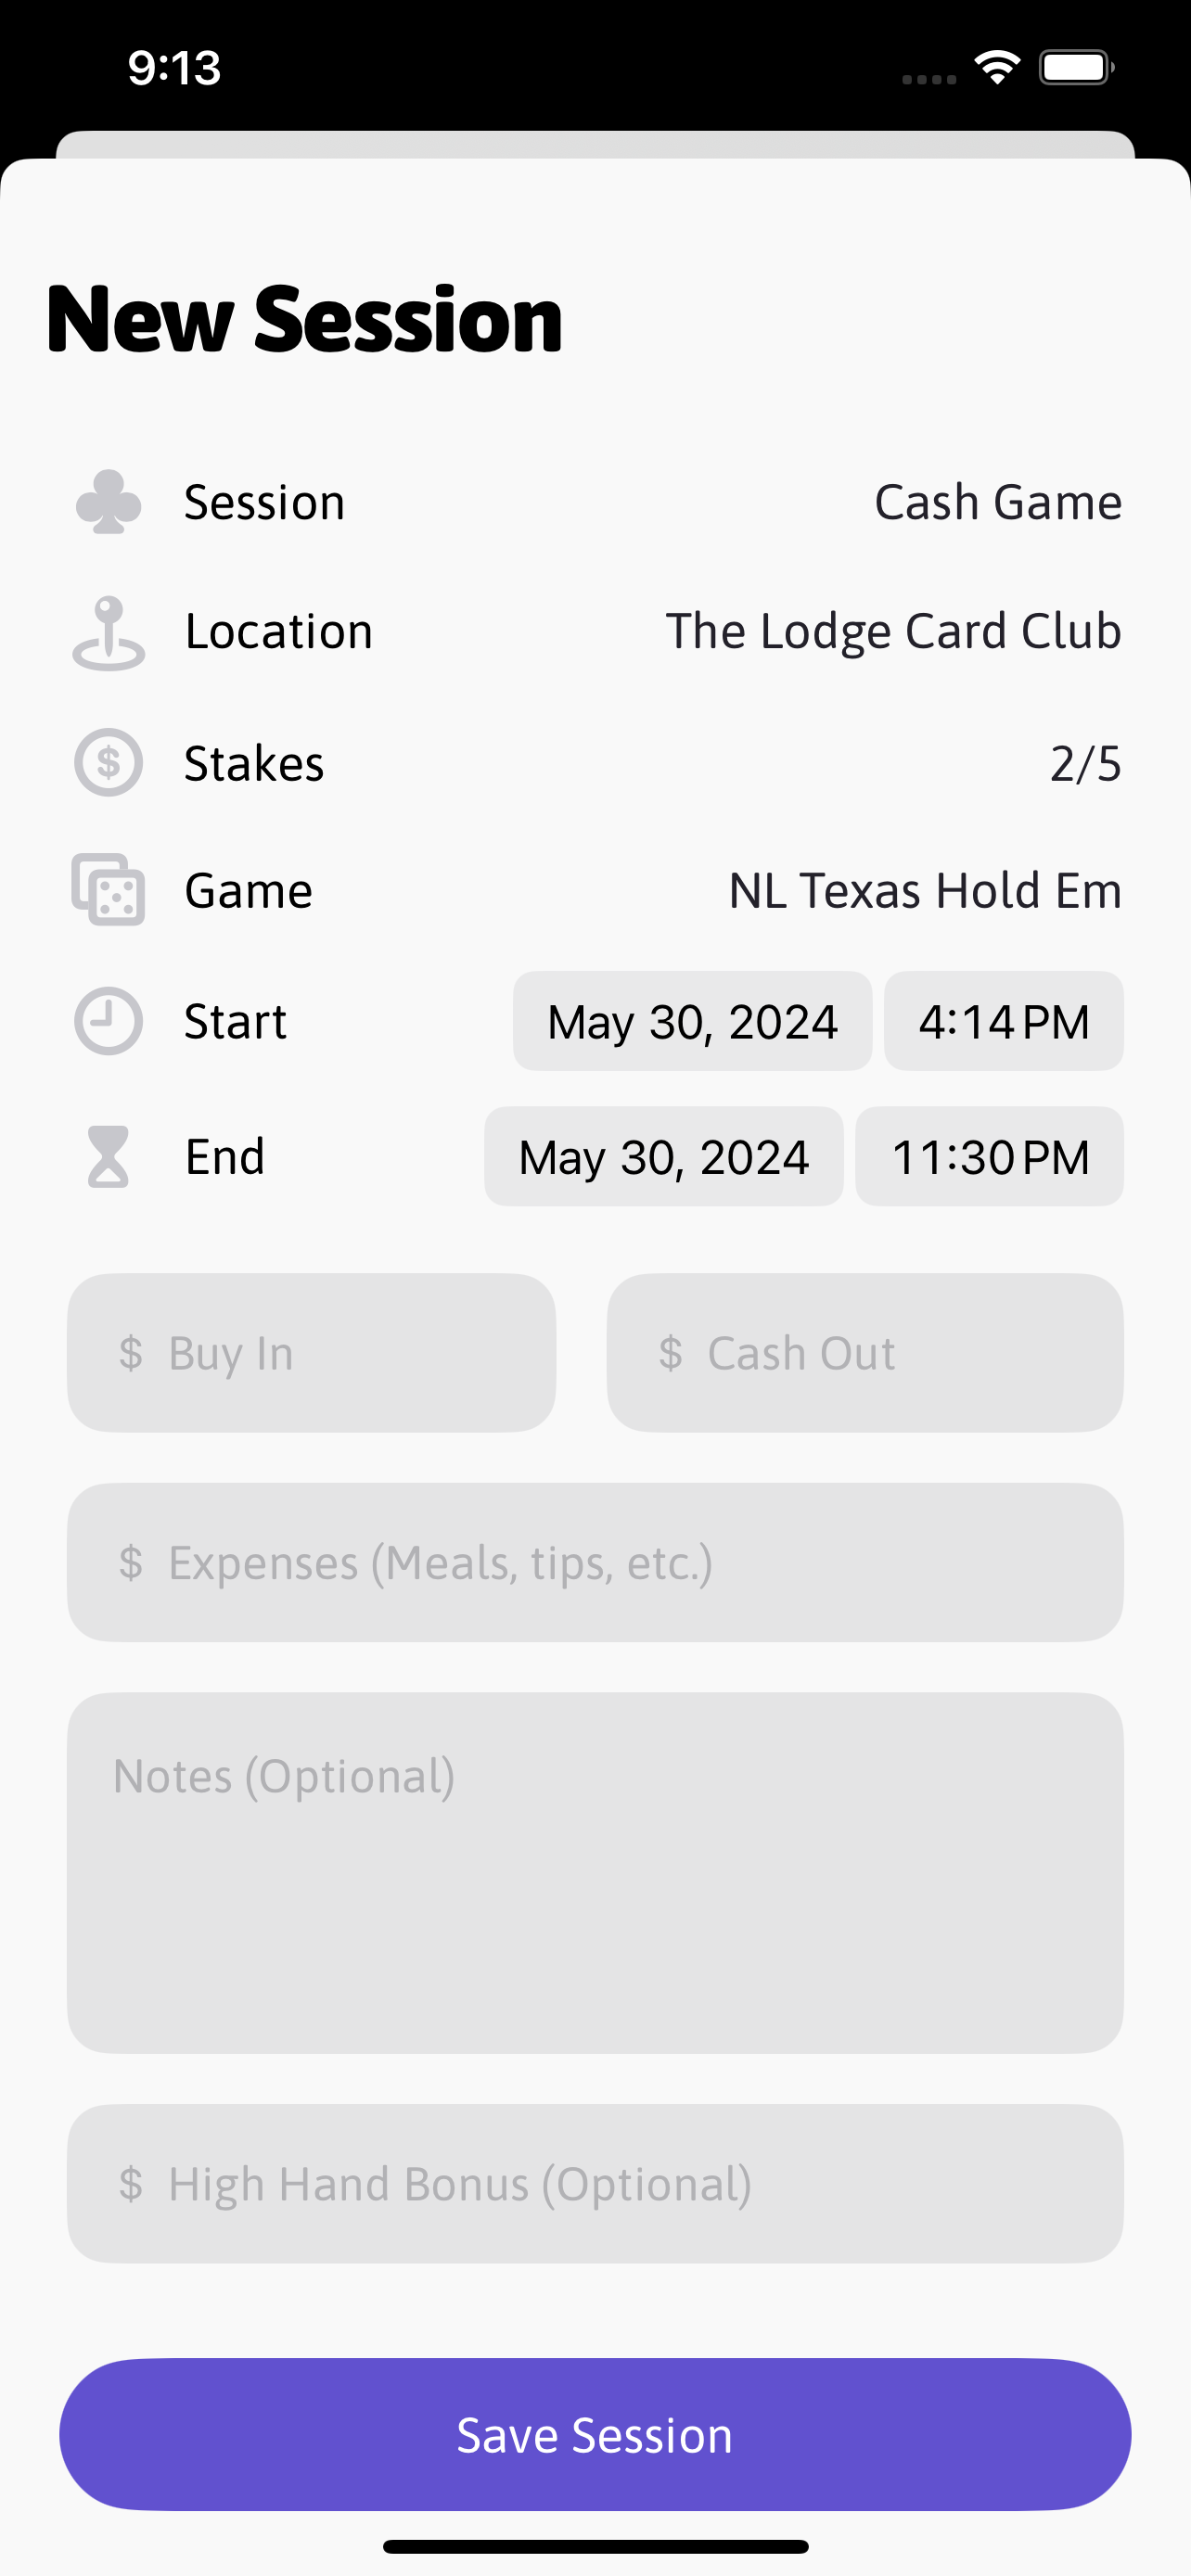 9:13
New Session
Session Cash Game
Location The Lodge Card Club
$ Stakes 2/5
Game NL Texas Hold Em
Start May 30, 2024 4:14 PM
End May 30, 2024 11:30 PM
$ Buy In $ Cash Out
$ Expenses (Meals, tips, etc.)
Notes (Optional)
$ High Hand Bonus (Optional)
Save Session